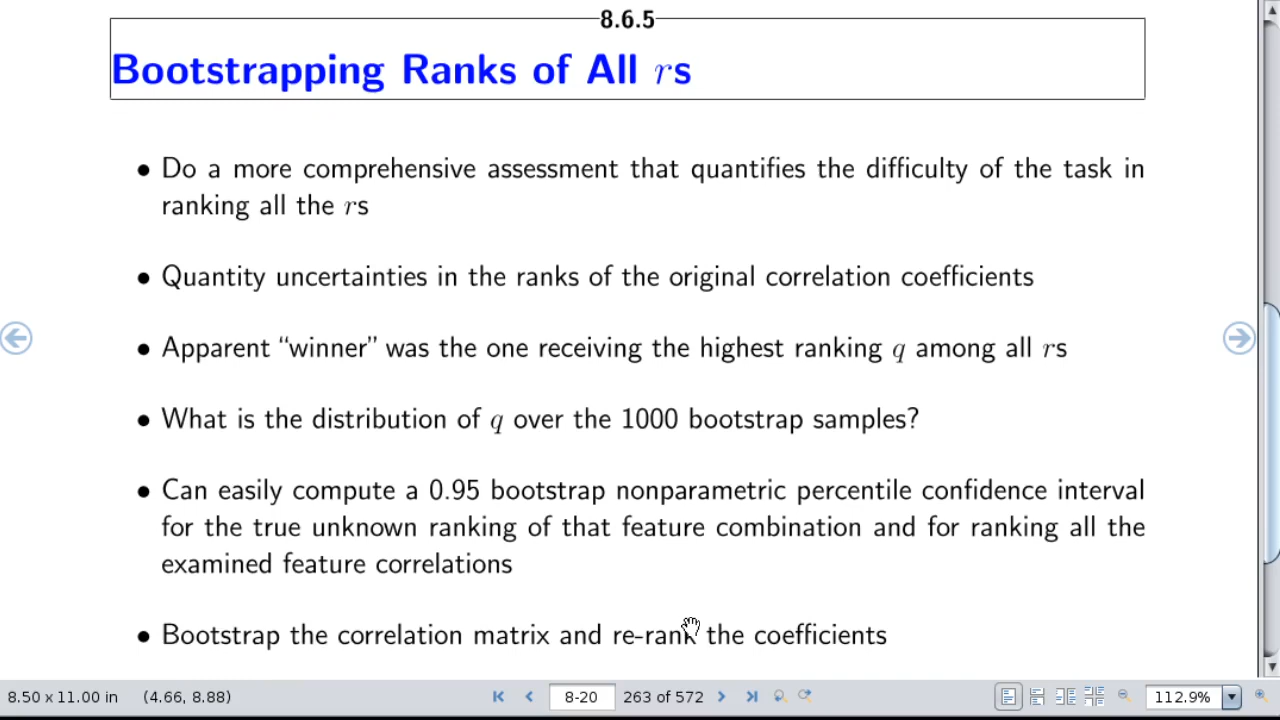 8.6.5
Bootstrapping Ranks of All rs
• Do a more comprehensive assessment that quantifies the difficulty of the task in
ranking all the rs
• Quantity uncertainties in the ranks of the original correlation coefficients
• Apparent “winner” was the one receiving the highest ranking q among all rs
• What is the distribution of q over the 1000 bootstrap samples?
• Can easily compute a 0.95 bootstrap nonparametric percentile confidence interval
for the true unknown ranking of that feature combination and for ranking all the
examined feature correlations
• Bootstrap the correlation matrix and re-rank the coefficients
8.50 x 11.00 in (4.66, 8.88) 8-20 263 of 572 112.9%